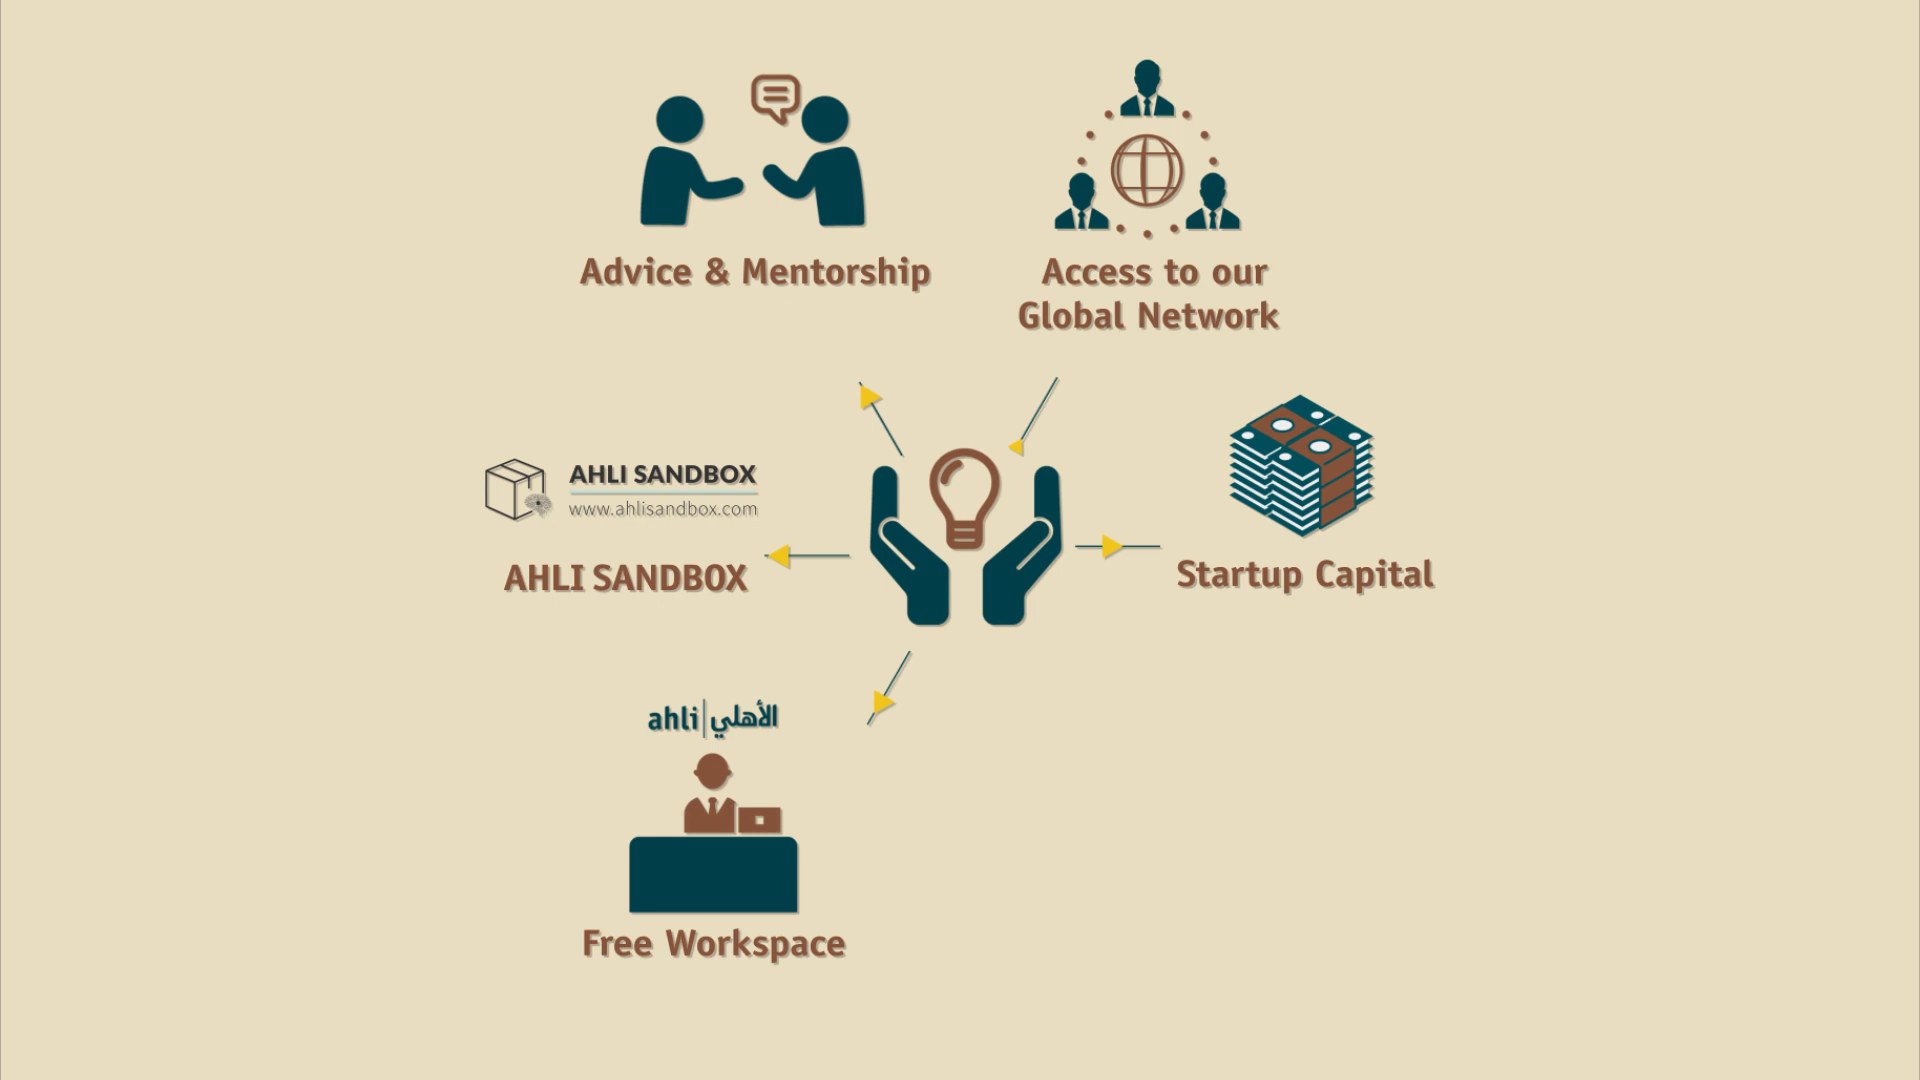 Advice & Mentorship
Access to our
Global Network
AHLI SANDBOX
www.ahlisandbox.com
AHLI SANDBOX
Startup Capital
ahli | الأهلي
Free Workspace